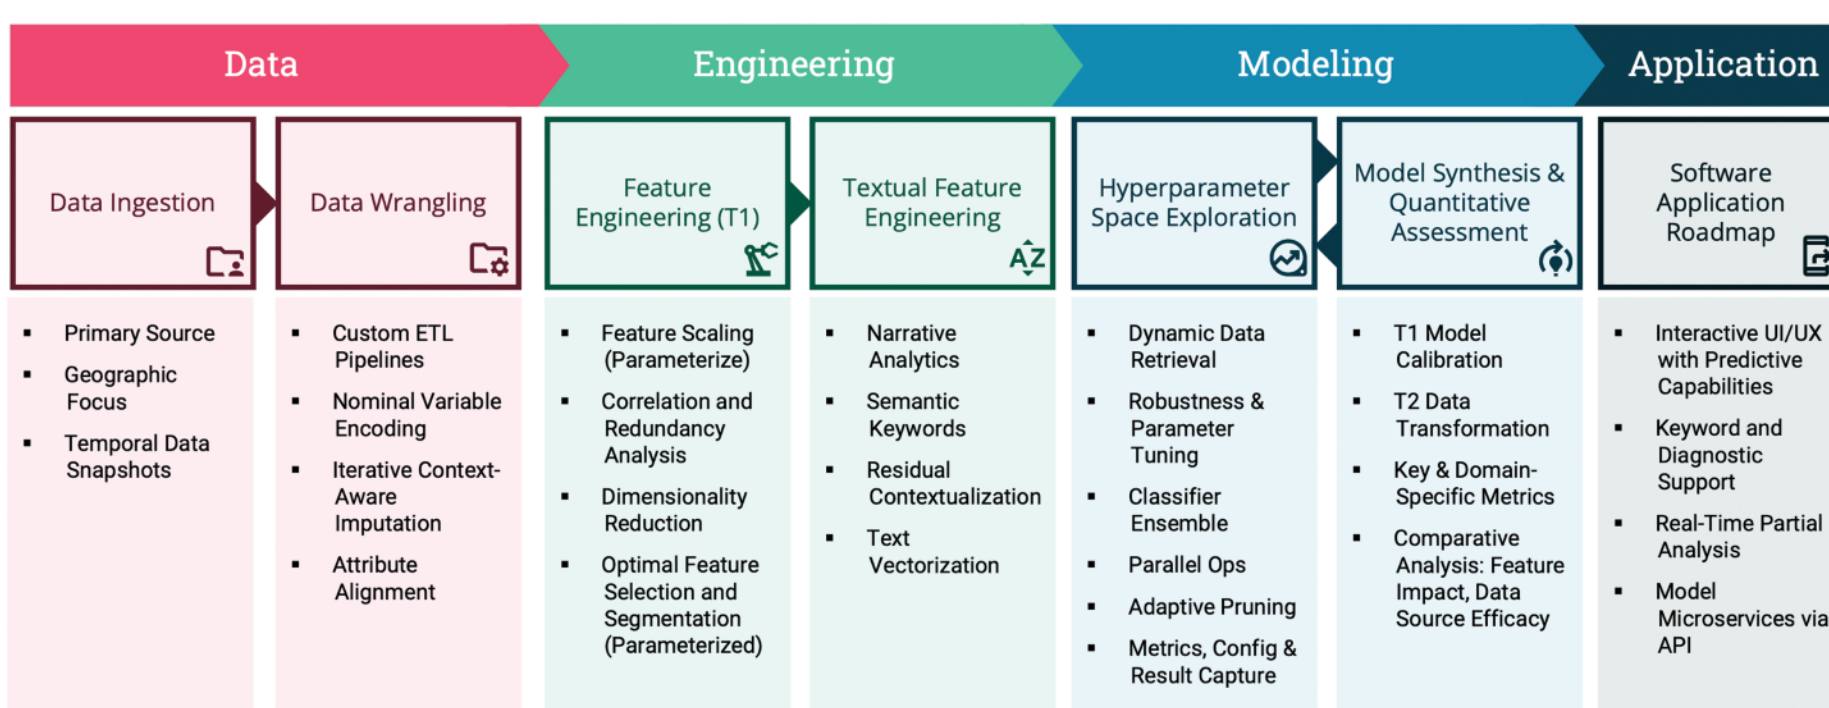 Data
Engineering
Modeling
Application
Data Ingestion
Data Wrangling
Feature
Engineering (T1)
Textual Feature
Engineering
AZ
Hyperparameter
Space Exploration
Model Synthesis &
Quantitative
Assessment
Software
Application
Roadmap
▪ Primary Source
▪ Geographic
Focus
▪ Temporal Data
Snapshots
▪ Custom ETL
Pipelines
▪ Nominal Variable
Encoding
▪ Iterative Context-
Aware
Imputation
▪ Attribute
Alignment
▪ Feature Scaling
(Parameterize)
▪ Correlation and
Redundancy
Analysis
▪ Dimensionality
Reduction
▪ Optimal Feature
Selection and
Segmentation
(Parameterized)
▪ Narrative
Analytics
▪ Semantic
Keywords
▪ Residual
Contextualization
▪ Text
Vectorization
▪ Dynamic Data
Retrieval
▪ Robustness &
Parameter
Tuning
▪ Classifier
Ensemble
▪ Parallel Ops
▪ Adaptive Pruning
▪ Metrics, Config &
Result Capture
▪ T1 Model
Calibration
▪ T2 Data
Transformation
▪ Key & Domain-
Specific Metrics
▪ Comparative
Analysis: Feature
Impact, Data
Source Efficacy
▪ Interactive UI/UX
with Predictive
Capabilities
▪ Keyword and
Diagnostic
Support
▪ Real-Time Partial
Analysis
▪ Model
Microservices via
API